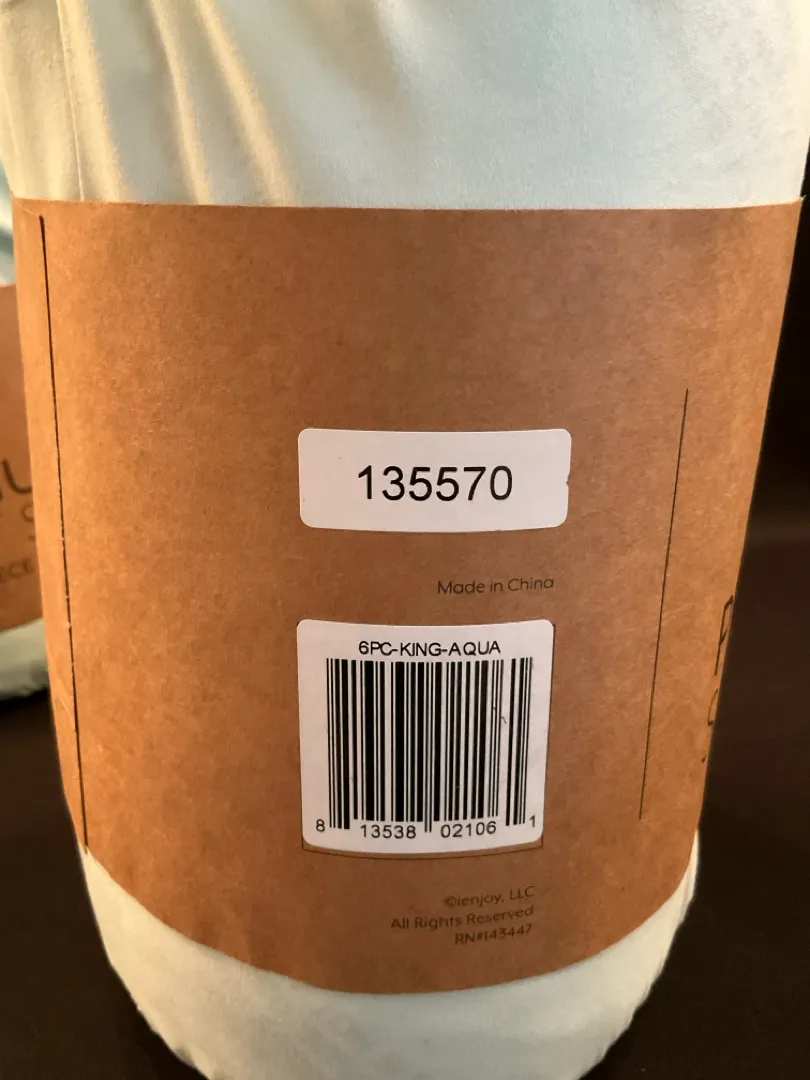 135570
Made in China
6PC-KING-AQUA
8 13538 02106 1
©ienjoy, LLC
All Rights Reserved
RN#143447